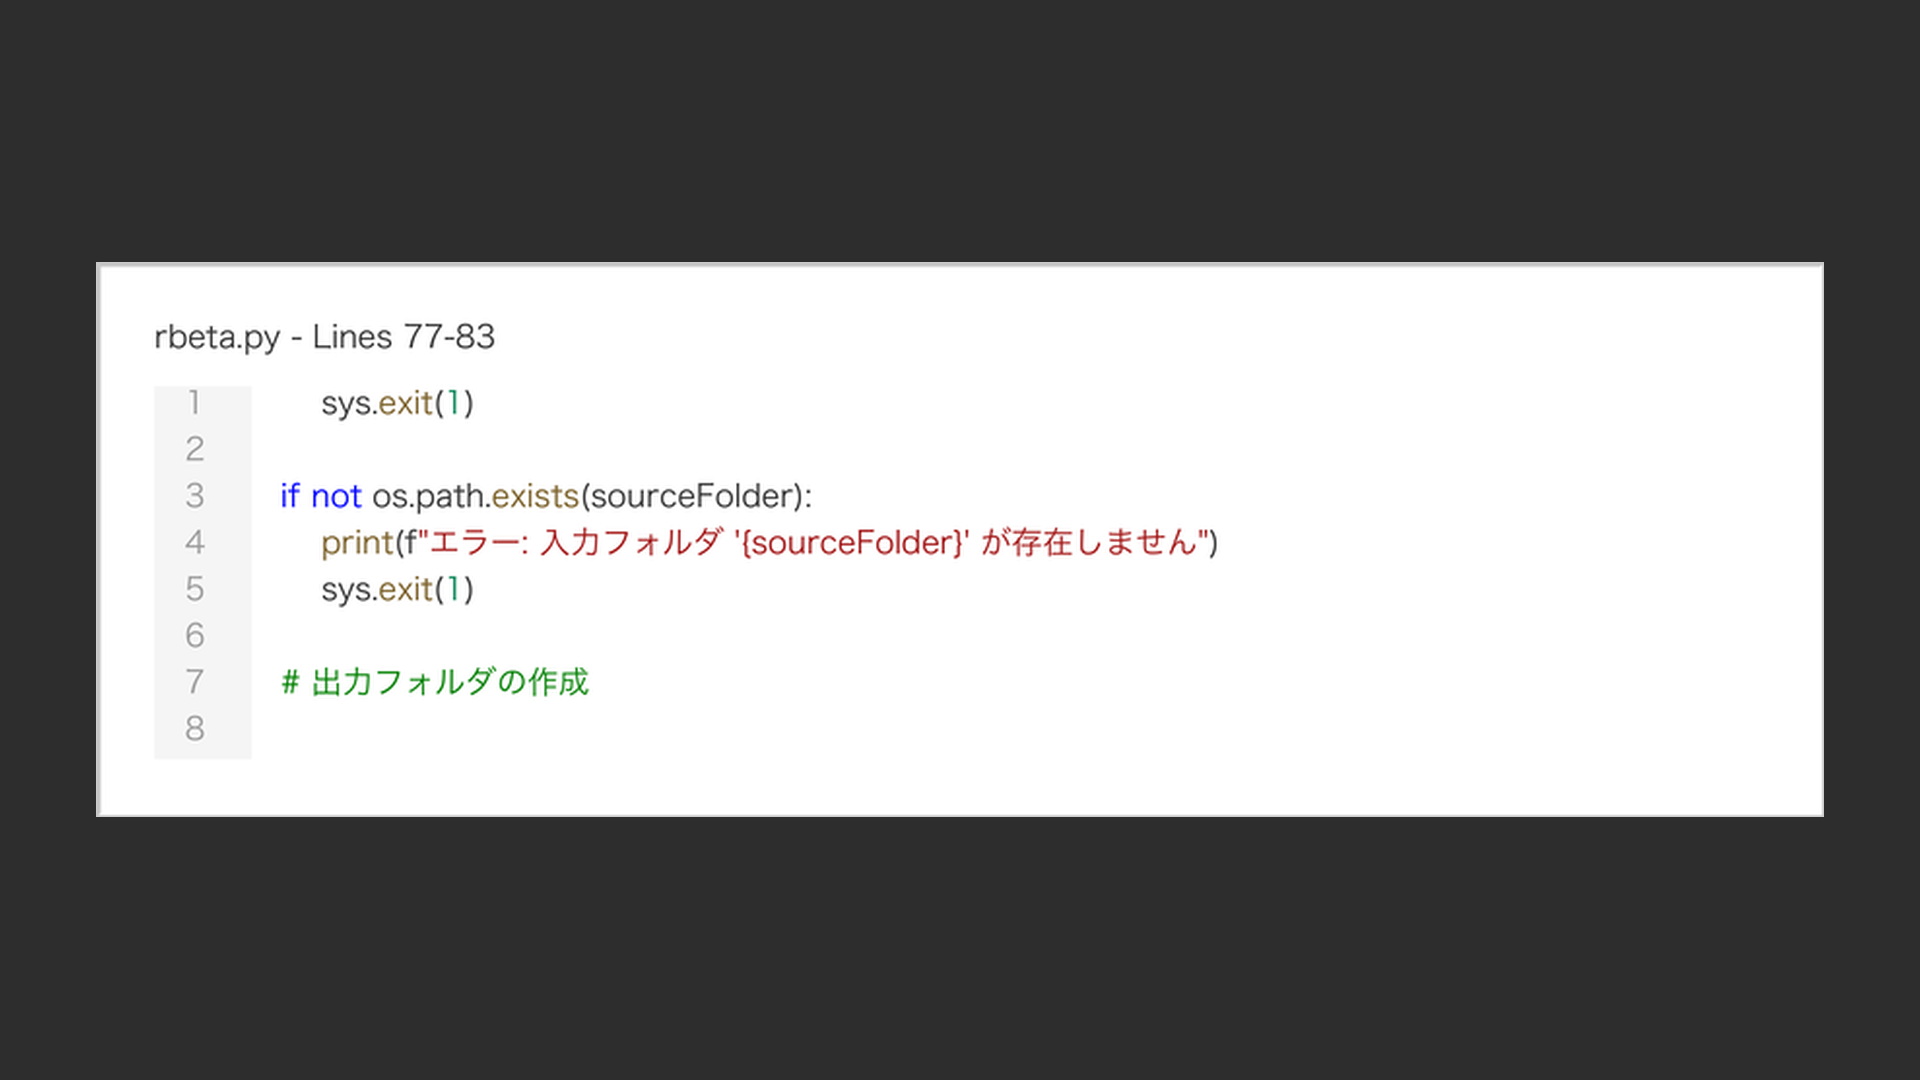 rbeta.py - Lines 77-83
1 sys.exit(1)
2
3 if not os.path.exists(sourceFolder):
4 print(f"エラー: 入力フォルダ '{sourceFolder}' が存在しません")
5 sys.exit(1)
6
7 # 出力フォルダの作成
8